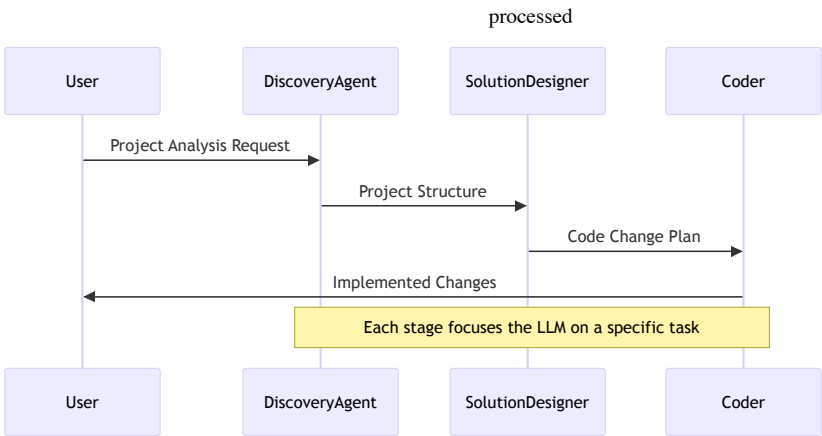 processed
User
DiscoveryAgent
SolutionDesigner
Coder
Project Analysis Request
Project Structure
Code Change Plan
Implemented Changes
Each stage focuses the LLM on a specific task
User
DiscoveryAgent
SolutionDesigner
Coder